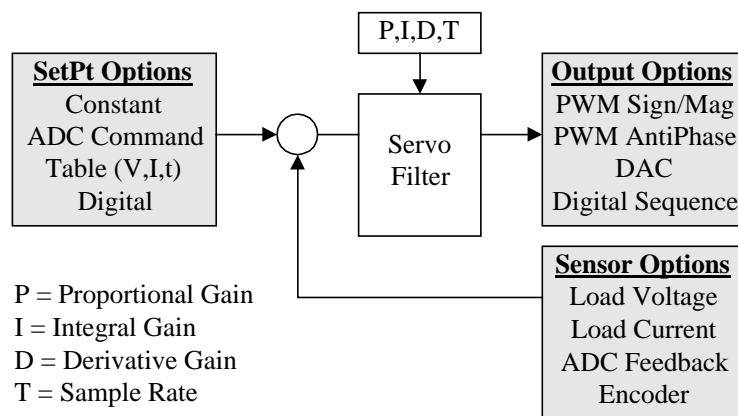 P,I,D,T
SetPt Options
Constant
ADC Command
Table (V,I,t)
Digital
Servo
Filter
Output Options
PWM Sign/Mag
PWM AntiPhase
DAC
Digital Sequence
Sensor Options
Load Voltage
Load Current
ADC Feedback
Encoder
P = Proportional Gain
I = Integral Gain
D = Derivative Gain
T = Sample Rate